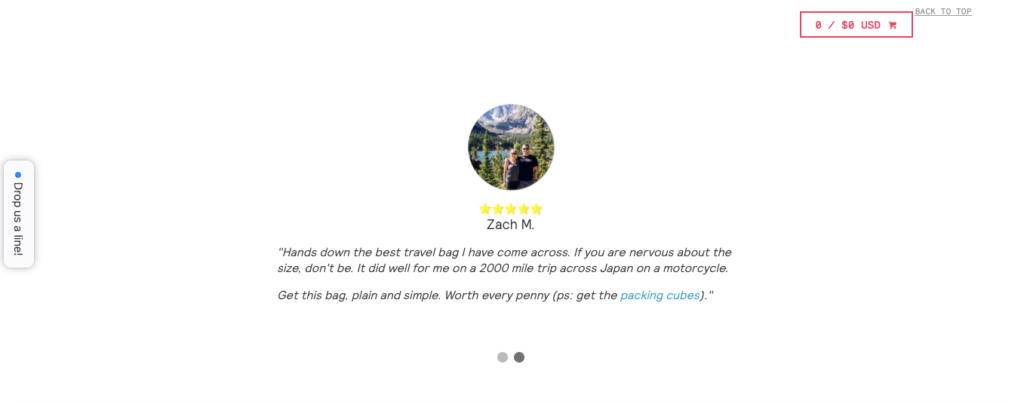 BACK TO TOP
0 / $0 USD
Drop us a line!
Zach M.
"Hands down the best travel bag I have come across. If you are nervous about the
size, don't be. It did well for me on a 2000 mile trip across Japan on a motorcycle.
Get this bag, plain and simple. Worth every penny (ps: get the packing cubes)."